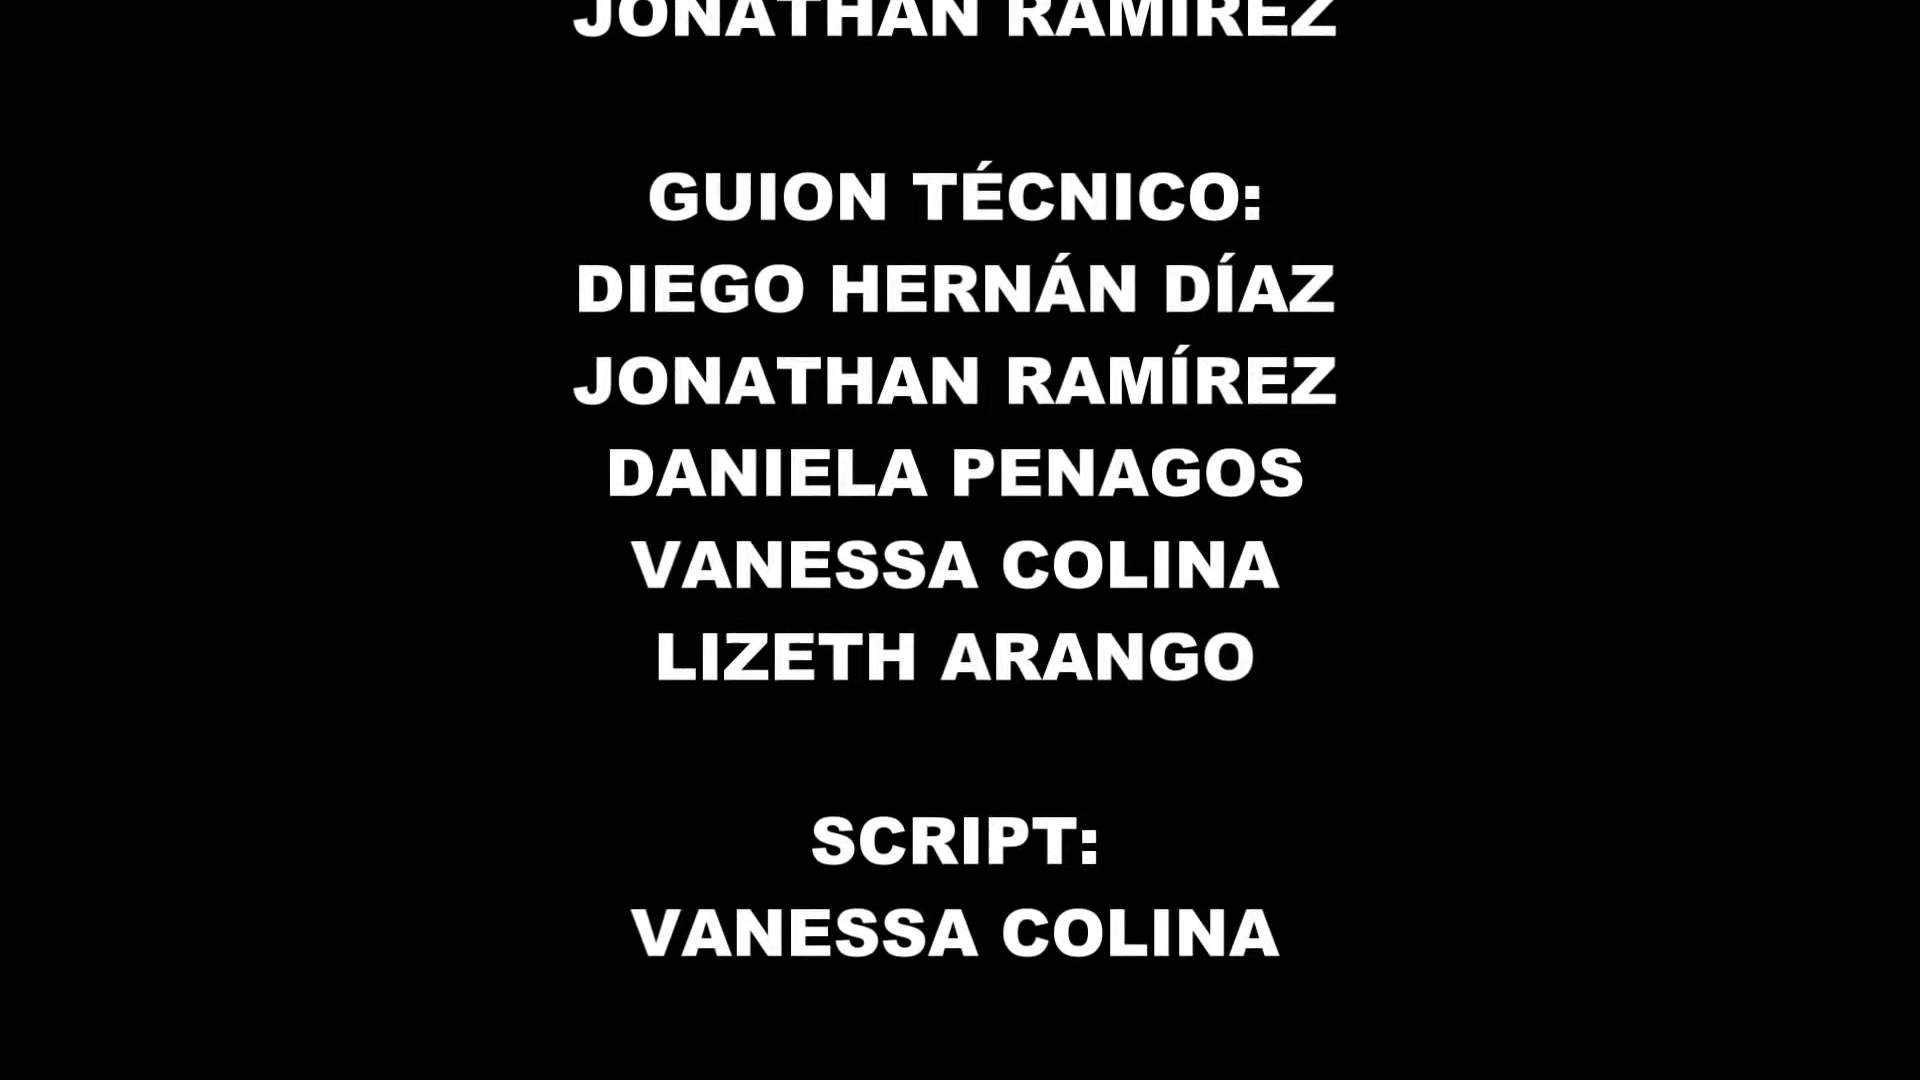 JONATHAN RAMÍREZ
GUION TÉCNICO:
DIEGO HERNÁN DÍAZ
JONATHAN RAMÍREZ
DANIELA PENAGOS
VANESSA COLINA
LIZETH ARANGO
SCRIPT:
VANESSA COLINA